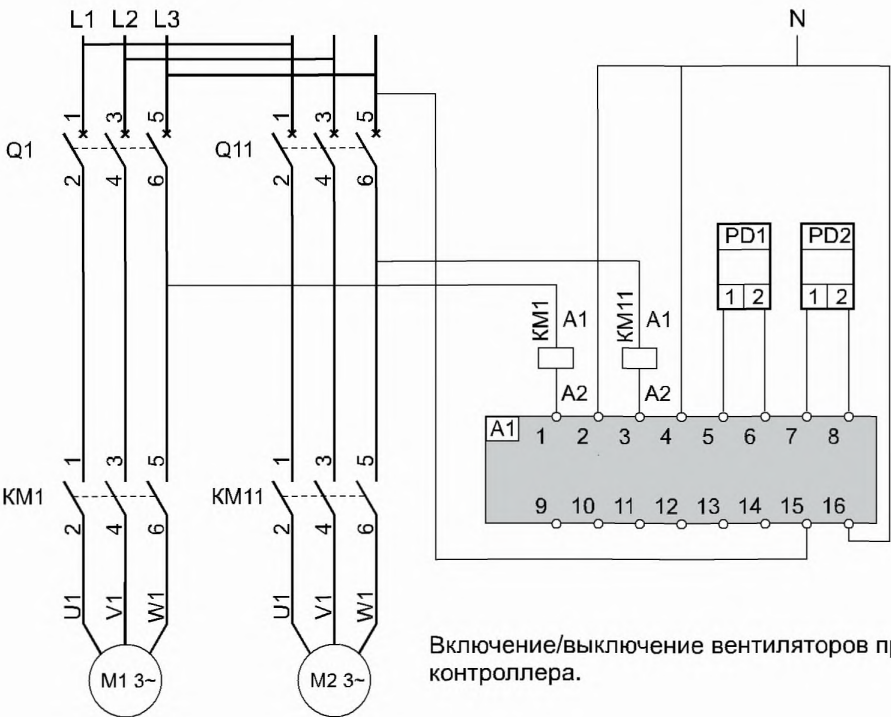 L1 L2 L3 N
1 3 5 1 3 5
Q1 Q11
2 4 6 2 4 6
PD1 PD2
1 2 1 2
KM1 A1 KM11 A1
A2 A2
A1 1 2 3 4 5 6 7 8
1 3 5 1 3 5
KM1 KM11
9 10 11 12 13 14 15 16
2 4 6 2 4 6
U1 V1 W1 U1 V1 W1
Включение/выключение вентиляторов
контроллера.
M1 3~ M2 3~